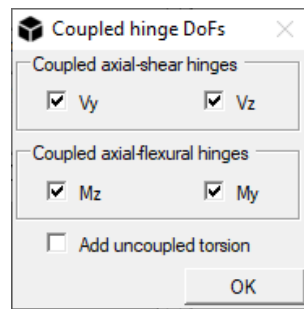 Coupled hinge DoFs
Coupled axial-shear hinges
Vy Vz
Coupled axial-flexural hinges
Mz My
Add uncoupled torsion
OK